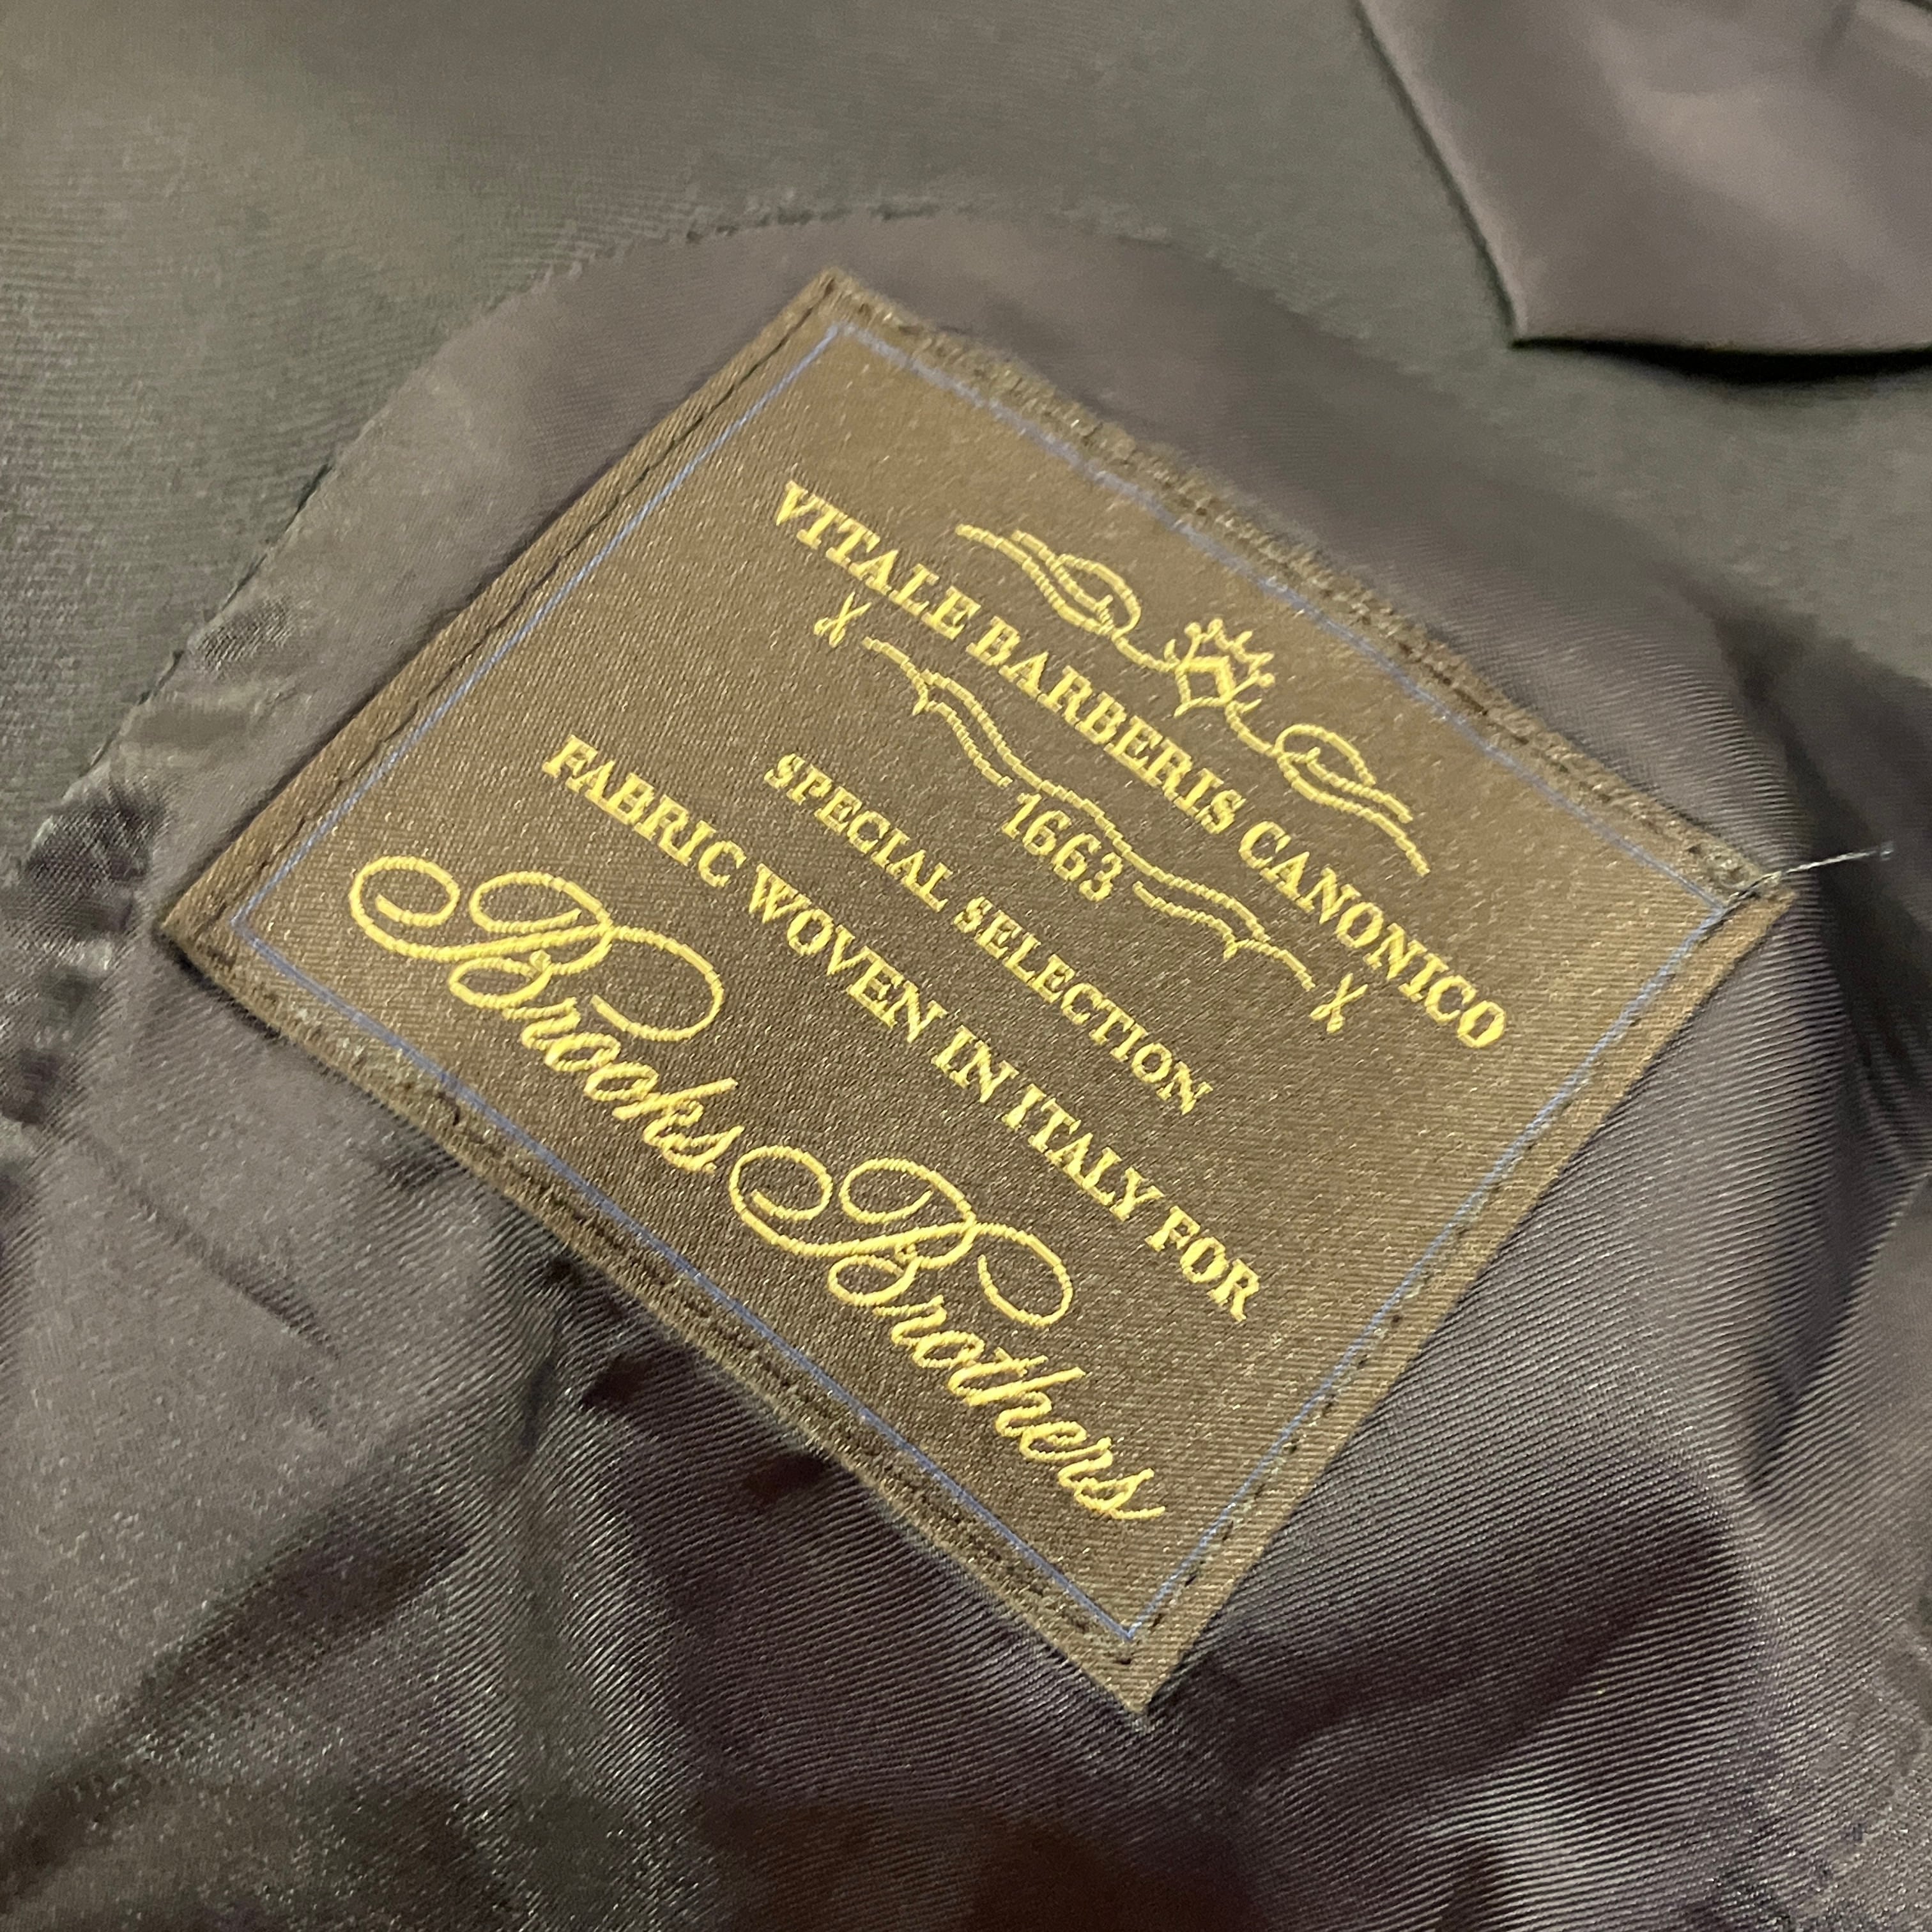 VITALE BARBERIS CANONICO
1663
SPECIAL SELECTION
FABRIC WOVEN IN ITALY FOR
Brooks Brothers